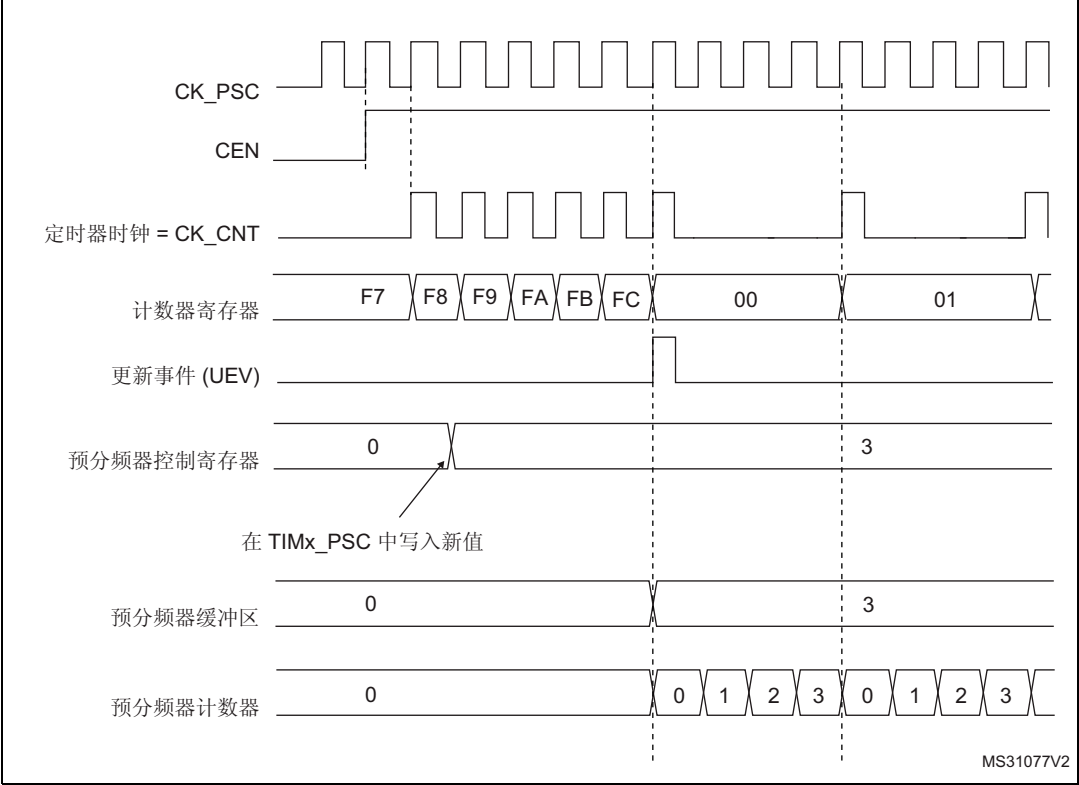 CK_PSC
CEN
定时器时钟 = CK_CNT
计数器寄存器 F7 F8 F9 FA FB FC 00 01
更新事件 (UEV)
预分频器控制寄存器 0 3
在 TIMx_PSC 中写入新值
预分频器缓冲区 0 3
预分频器计数器 0 0 1 2 3 0 1 2 3
MS31077V2